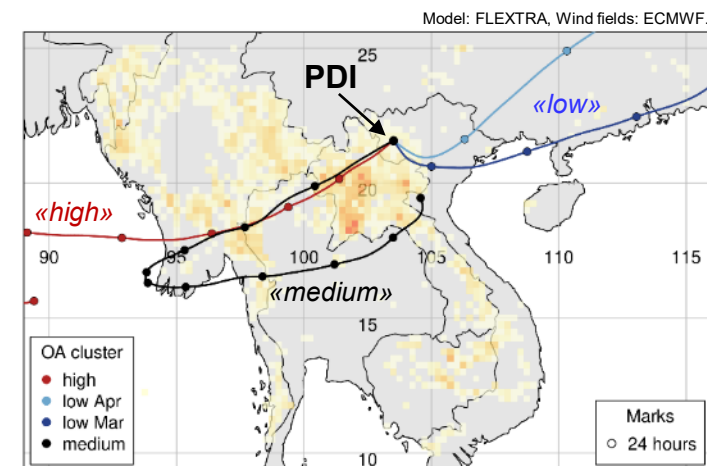 Model: FLEXTRA, Wind fields: ECMWF.
25
PDI
«low»
20
«high»
90
95
100
105
110
115
«medium»
15
OA cluster
high
low Apr
low Mar
medium
Marks
24 hours
10